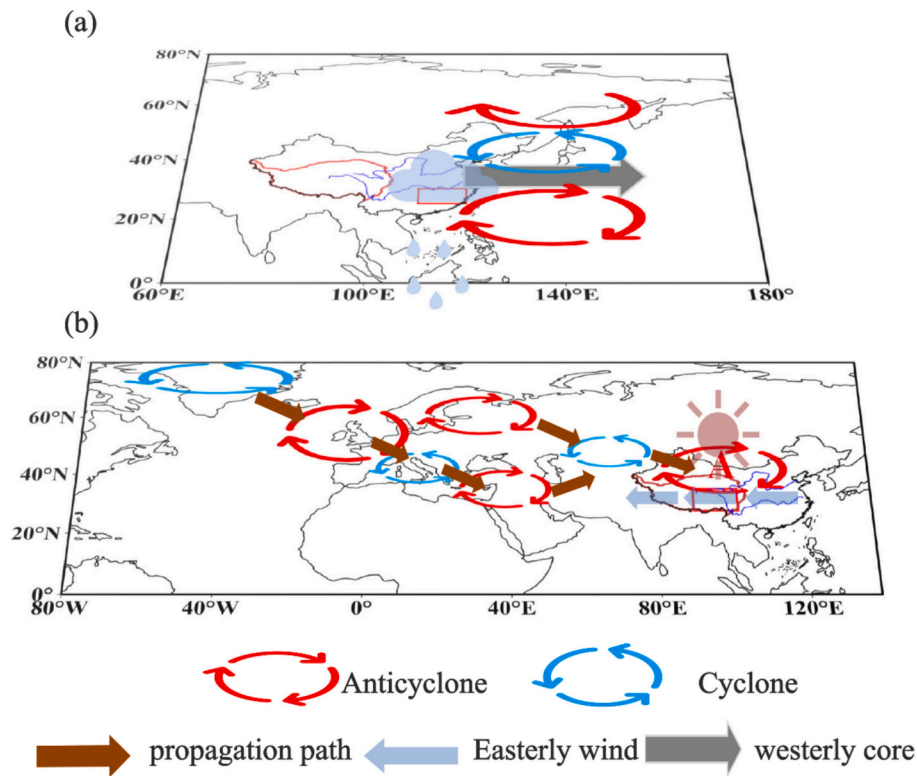 (a)
80°N
60°N
40°N
20°N
0°
60°E 100°E 140°E 180°
(b)
80°N
60°N
40°N
20°N
0°
80°W 40°W 0° 40°E 80°E 120°E
Anticyclone Cyclone
propagation path Easterly wind westerly core